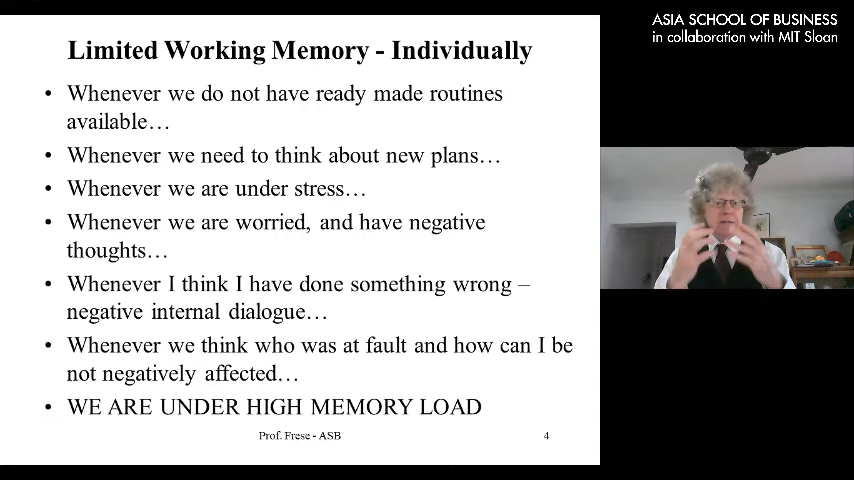 ASIA SCHOOL OF BUSINESS
in collaboration with MIT Sloan
Limited Working Memory - Individually
• Whenever we do not have ready made routines
available…
• Whenever we need to think about new plans…
• Whenever we are under stress…
• Whenever we are worried, and have negative
thoughts…
• Whenever I think I have done something wrong –
negative internal dialogue…
• Whenever we think who was at fault and how can I be
not negatively affected…
• WE ARE UNDER HIGH MEMORY LOAD
Prof. Frese - ASB
4